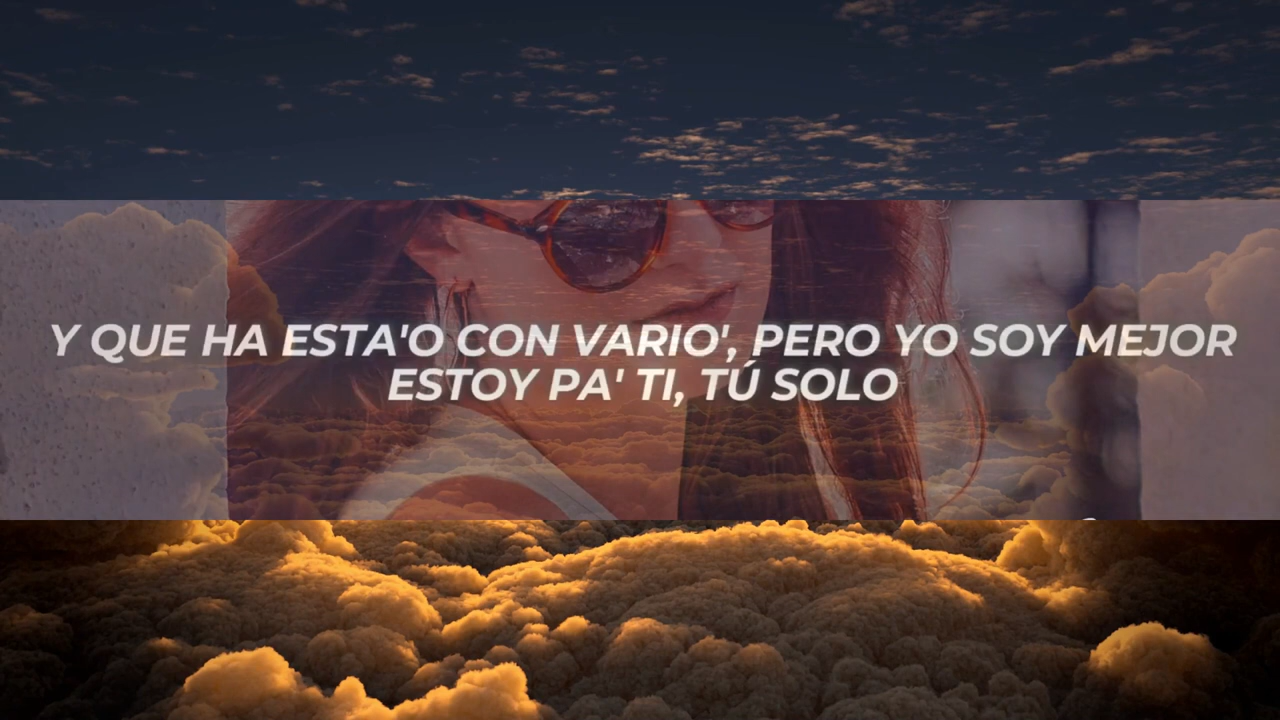 Y QUE HA ESTA'O CON VARIO', PERO YO SOY MEJOR
ESTOY PA' TI, TÚ SOLO